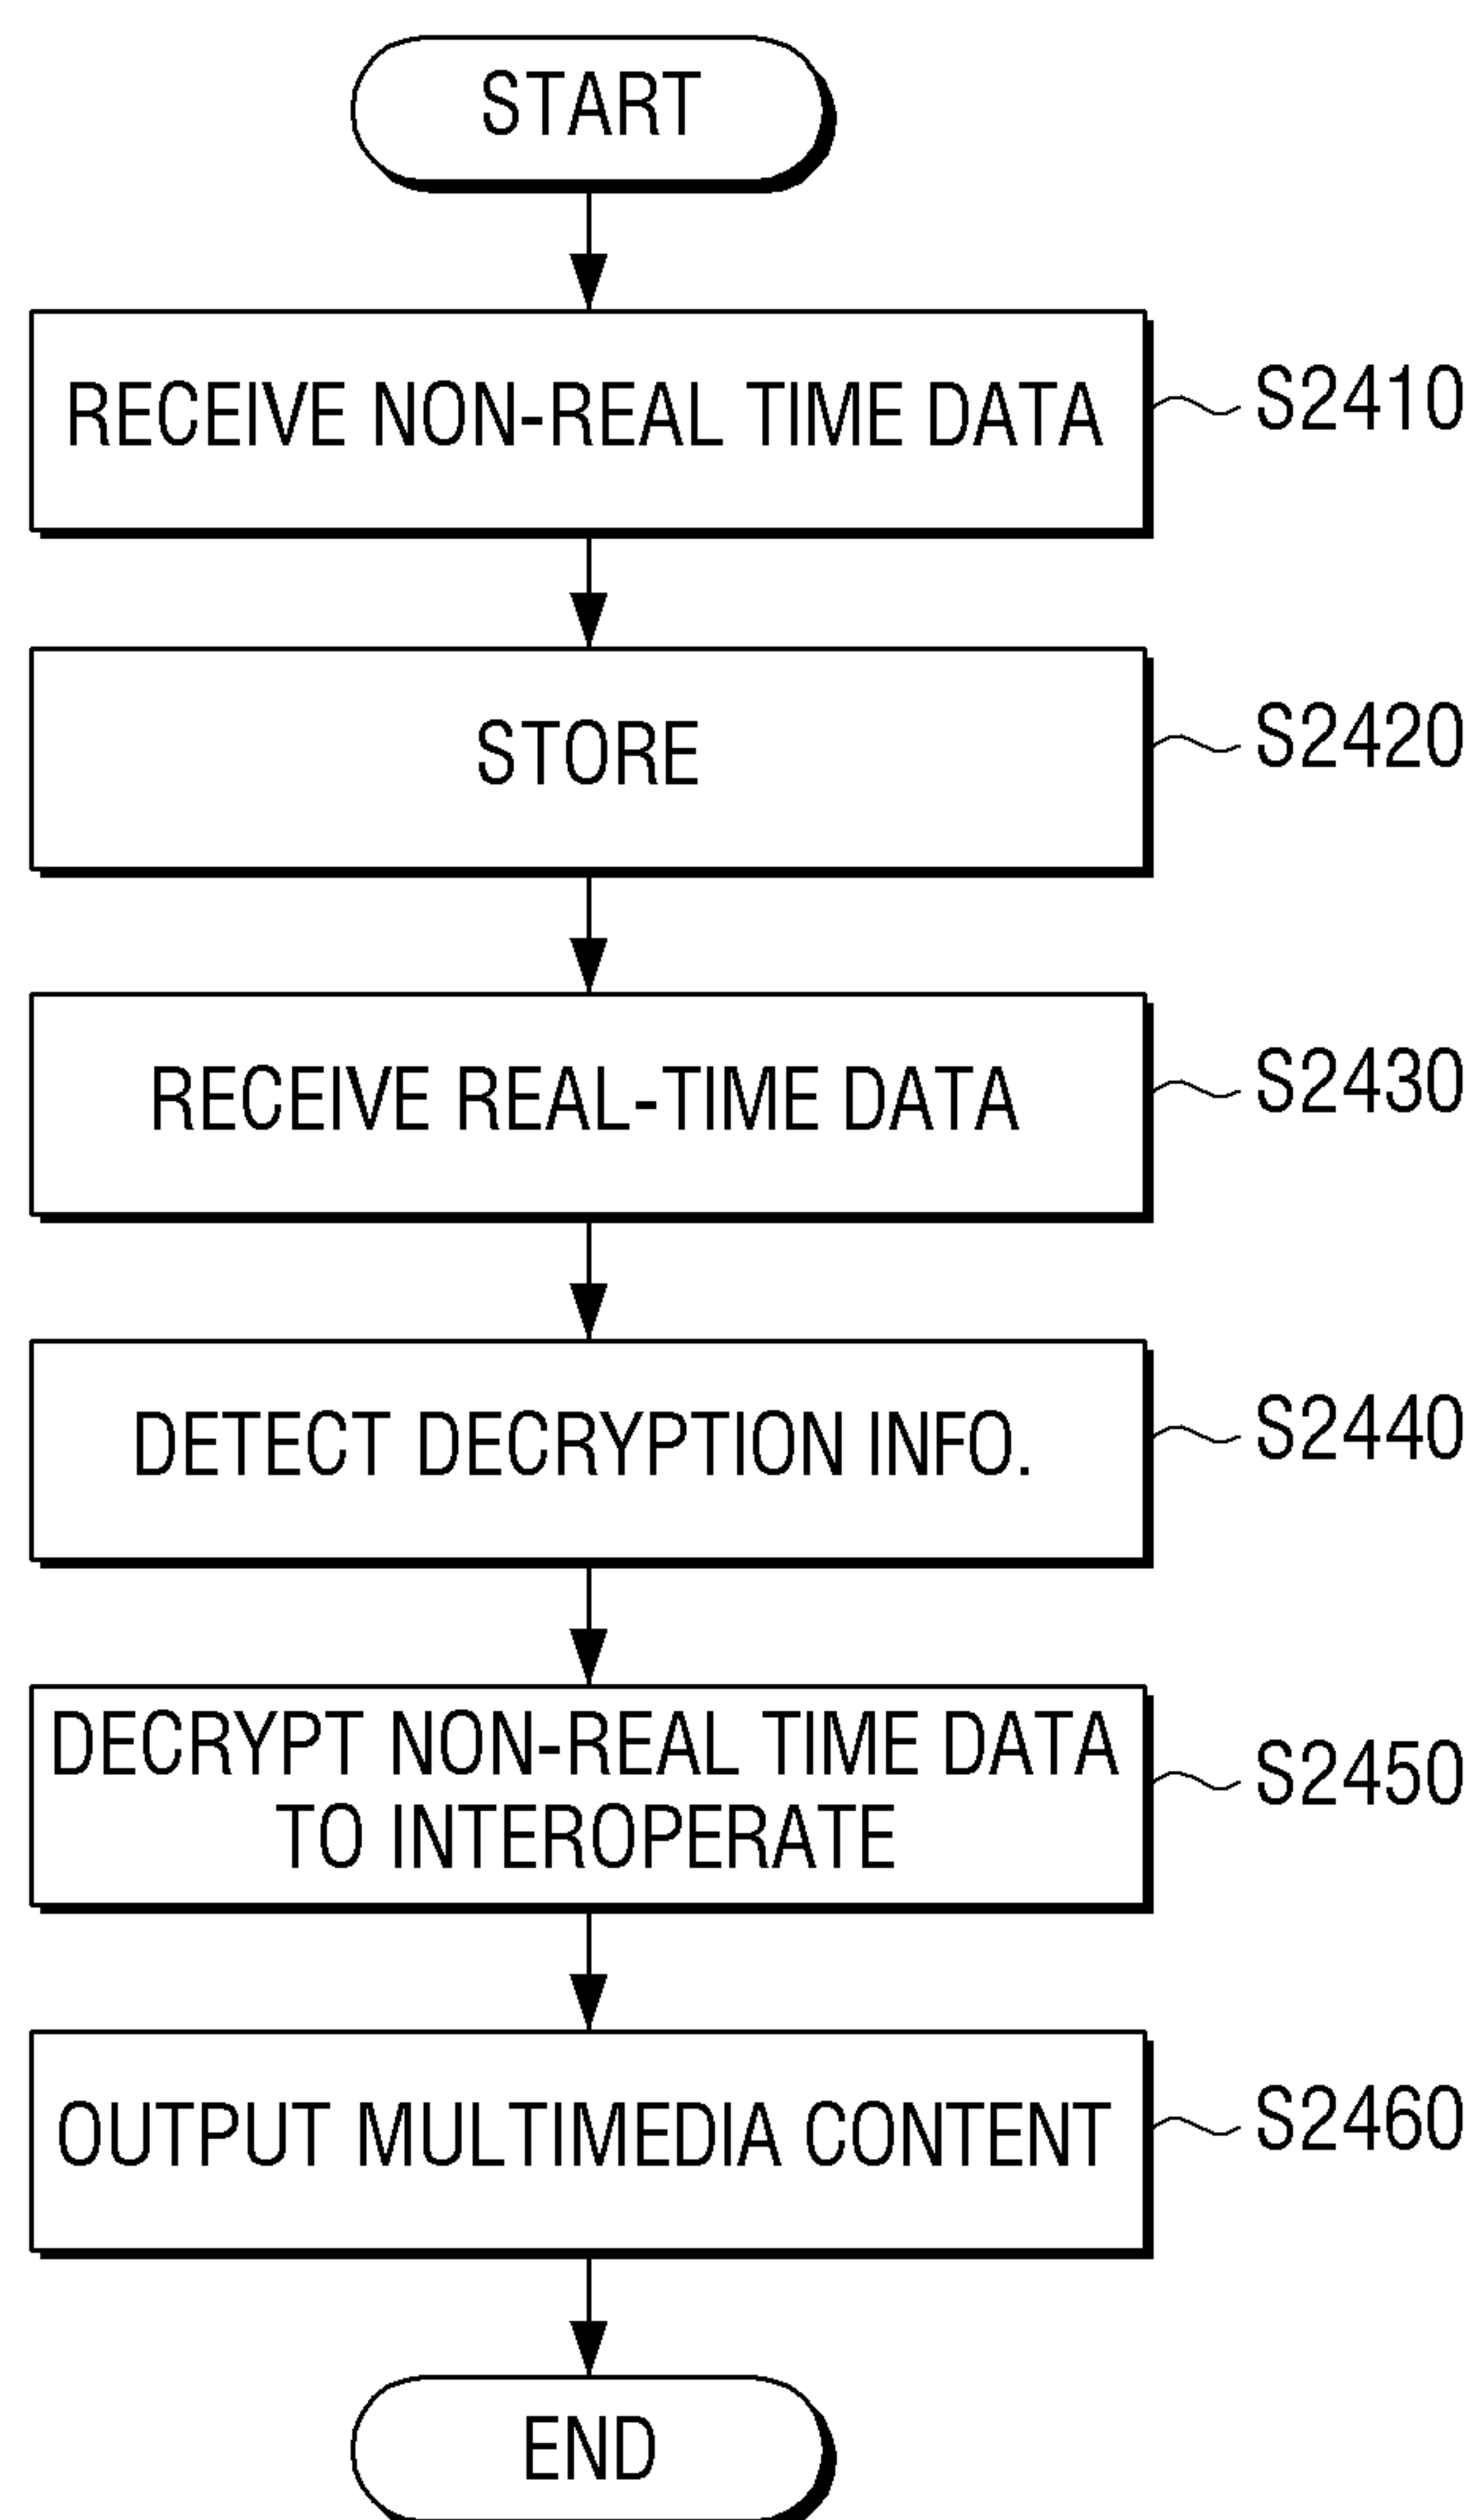 START
RECEIVE NON-REAL TIME DATA
S2410
STORE
S2420
RECEIVE REAL-TIME DATA
S2430
DETECT DECRYPTION INFO.
S2440
DECRYPT NON-REAL TIME DATA
TO INTEROPERATE
S2450
OUTPUT MULTIMEDIA CONTENT
S2460
END